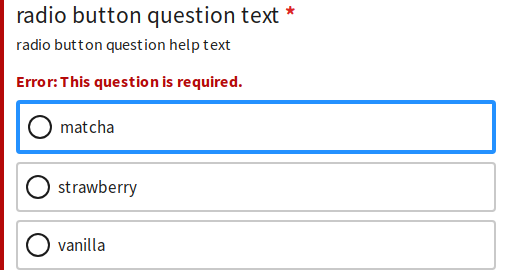 radio button question text *
radio button question help text
Error: This question is required.
matcha
strawberry
vanilla